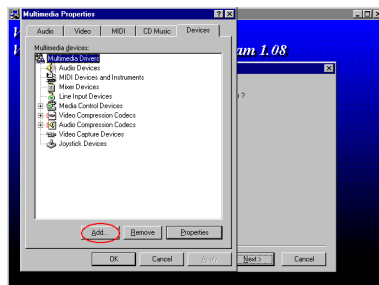 Multimedia Properties
Audio
Video
MIDI
CD Music
Devices
Multimedia devices:
Multimedia Drivers
Audio Devices
MIDI Devices and Instruments
Mixer Devices
Line Input Devices
Media Control Devices
Video Compression Codecs
Audio Compression Codecs
Video Capture Devices
Joystick Devices
Add...
Remove
Properties
OK
Cancel
Apply
am 1.08
?
Next >
Cancel